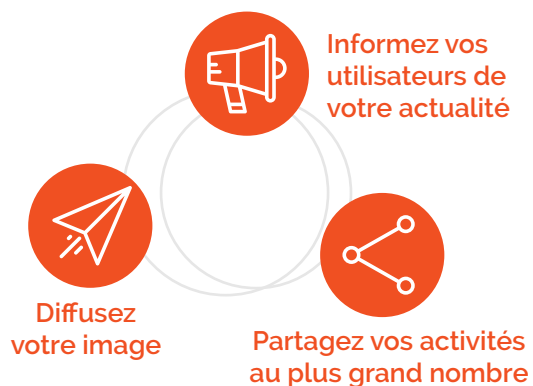 Informez vos
utilisateurs de
votre actualité
Diffusez
votre image
Partagez vos activités
au plus grand nombre